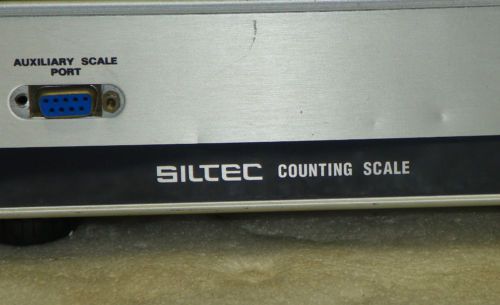 AUXILIARY SCALE
PORT
SILTEC COUNTING SCALE